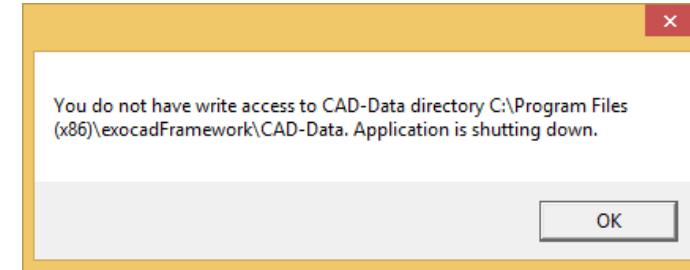 You do not have write access to CAD-Data directory C:\Program Files
(x86)\exocadFramework\CAD-Data. Application is shutting down.
OK